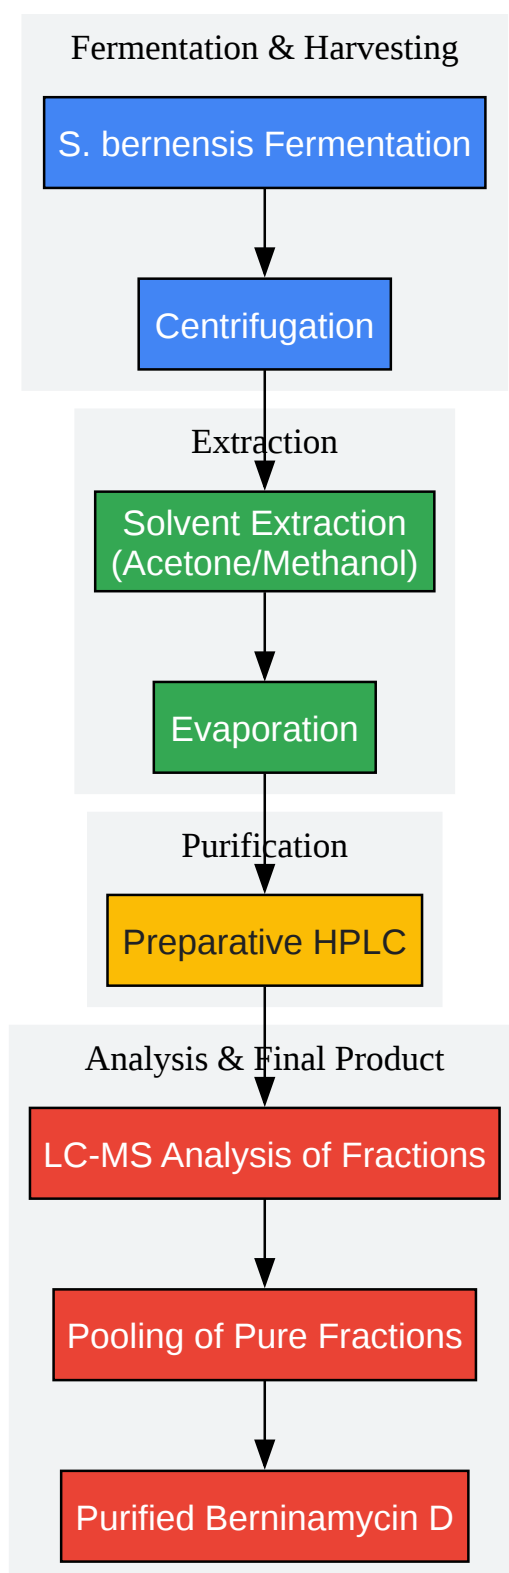 Fermentation & Harvesting
S. bernensis Fermentation
Centrifugation
Extraction
Solvent Extraction
(Acetone/Methanol)
Evaporation
Purification
Preparative HPLC
Analysis & Final Product
LC-MS Analysis of Fractions
Pooling of Pure Fractions
Purified Berninamycin D